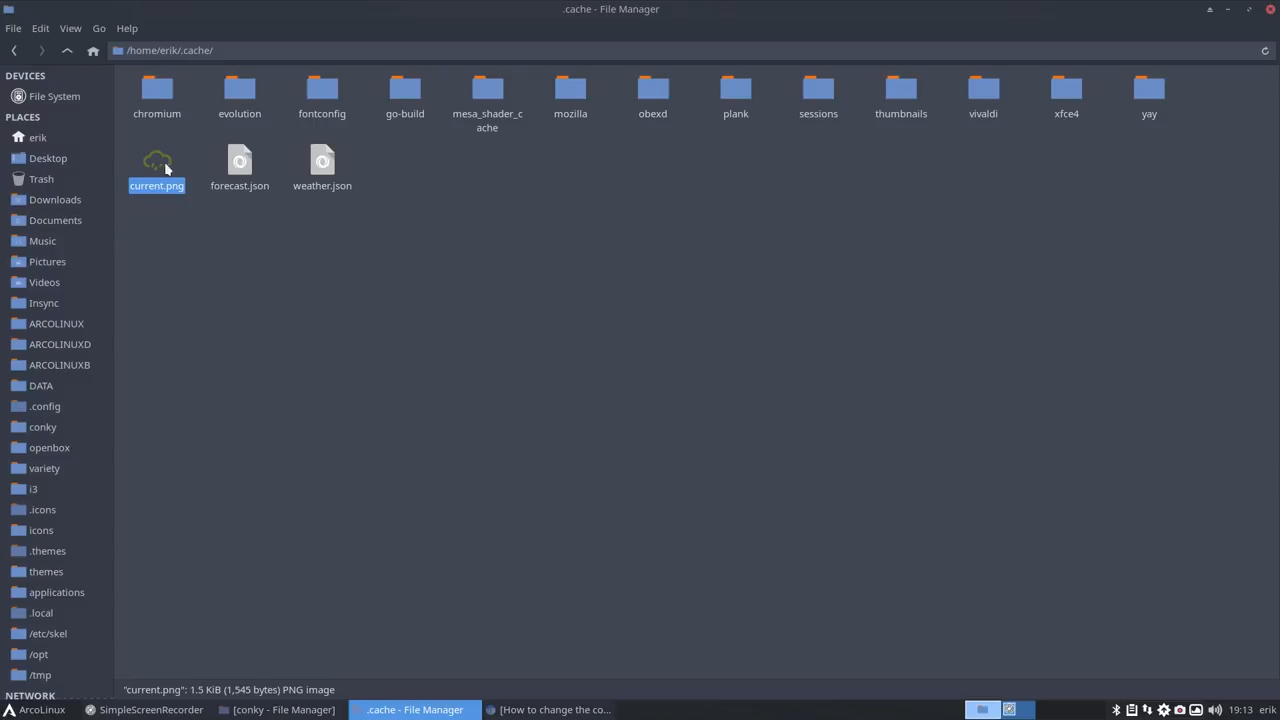 .cache - File Manager
File Edit View Go Help
/home/erik/.cache/
DEVICES
File System
PLACES
erik
Desktop
Trash
Downloads
Documents
Music
Pictures
Videos
Insync
ARCOLINUX
ARCOLINUXD
ARCOLINUXB
DATA
.config
conky
openbox
variety
i3
.icons
icons
.themes
themes
applications
.local
/etc/skel
/opt
/tmp
NETWORK
chromium evolution fontconfig go-build mesa_shader_c mozilla obexd plank sessions thumbnails vivaldi xfce4 yay
ache
current.png forecast.json weather.json
"current.png": 1.5 KiB (1,545 bytes) PNG image
ArcoLinux SimpleScreenRecorder [conky - File Manager] .cache - File Manager [How to change the co... 19:13 erik